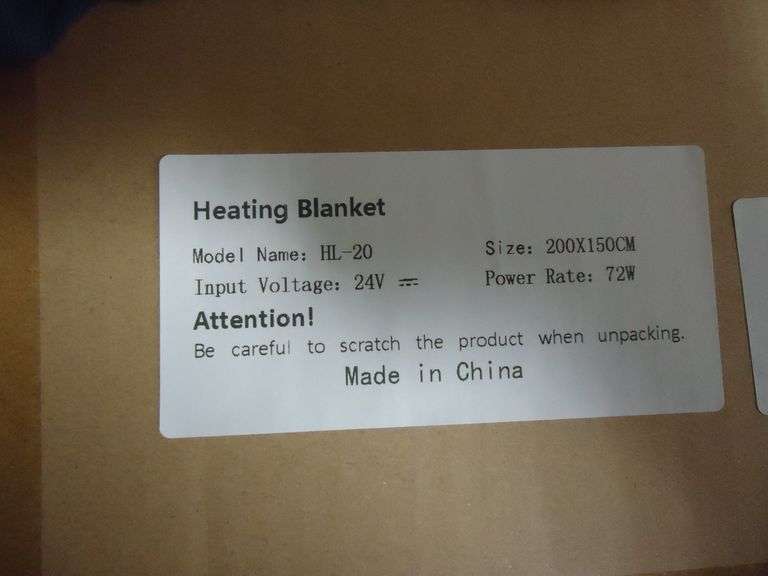 Heating Blanket
Model Name: HL-20 Size: 200X150CM
Input Voltage: 24V ⎓ Power Rate: 72W
Attention!
Be careful to scratch the product when unpacking.
Made in China